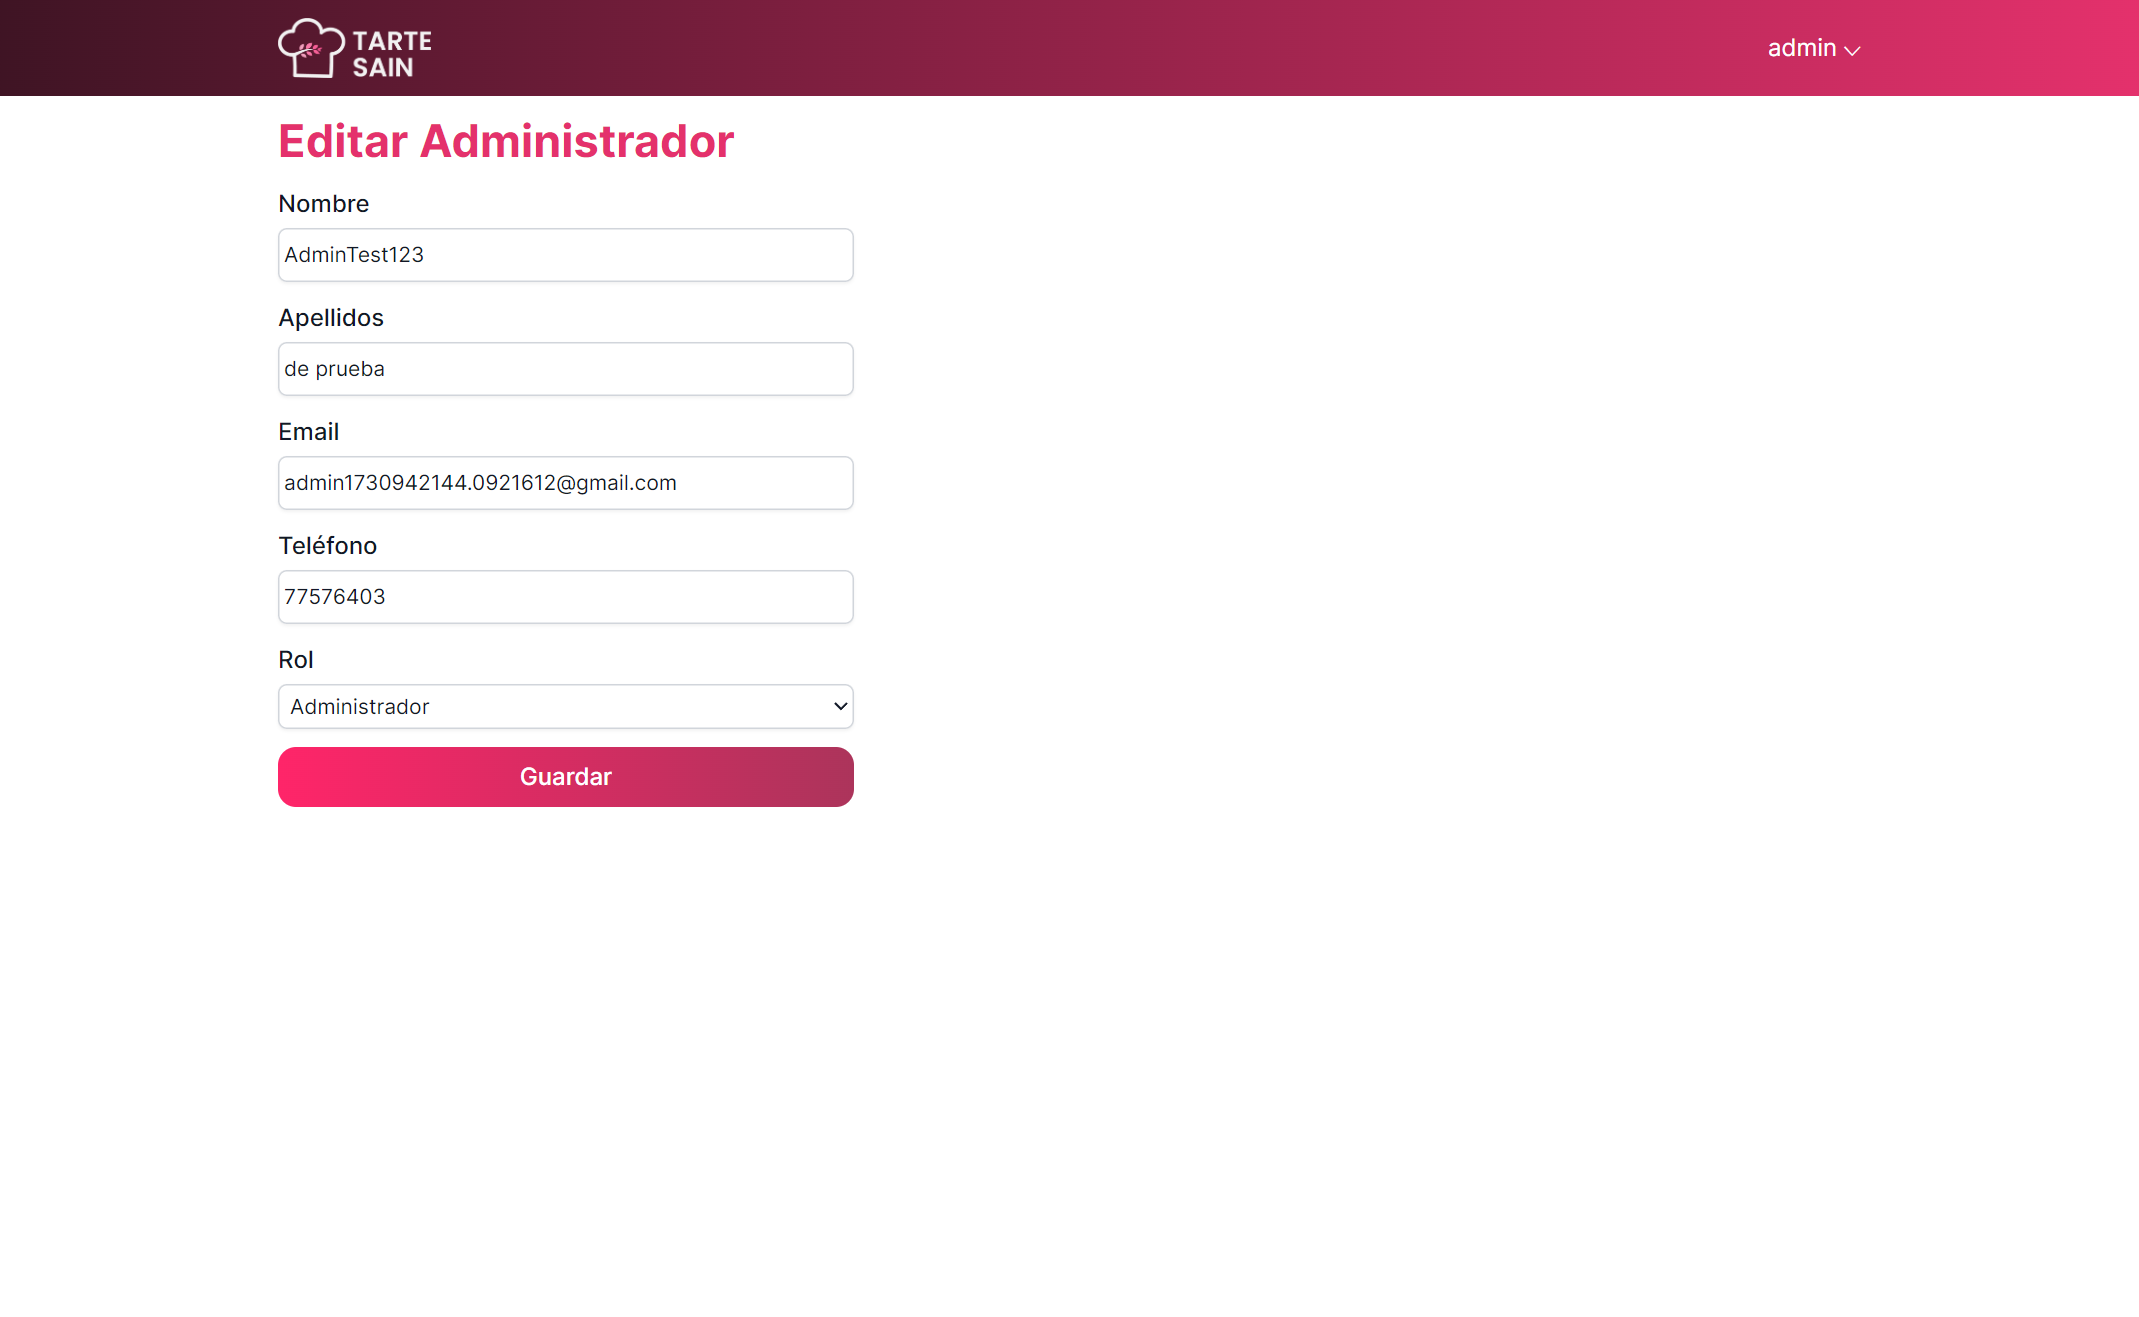 TARTE
SAIN
admin
Editar Administrador
Nombre
AdminTest123
Apellidos
de prueba
Email
admin1730942144.0921612@gmail.com
Teléfono
77576403
Rol
Administrador
Guardar